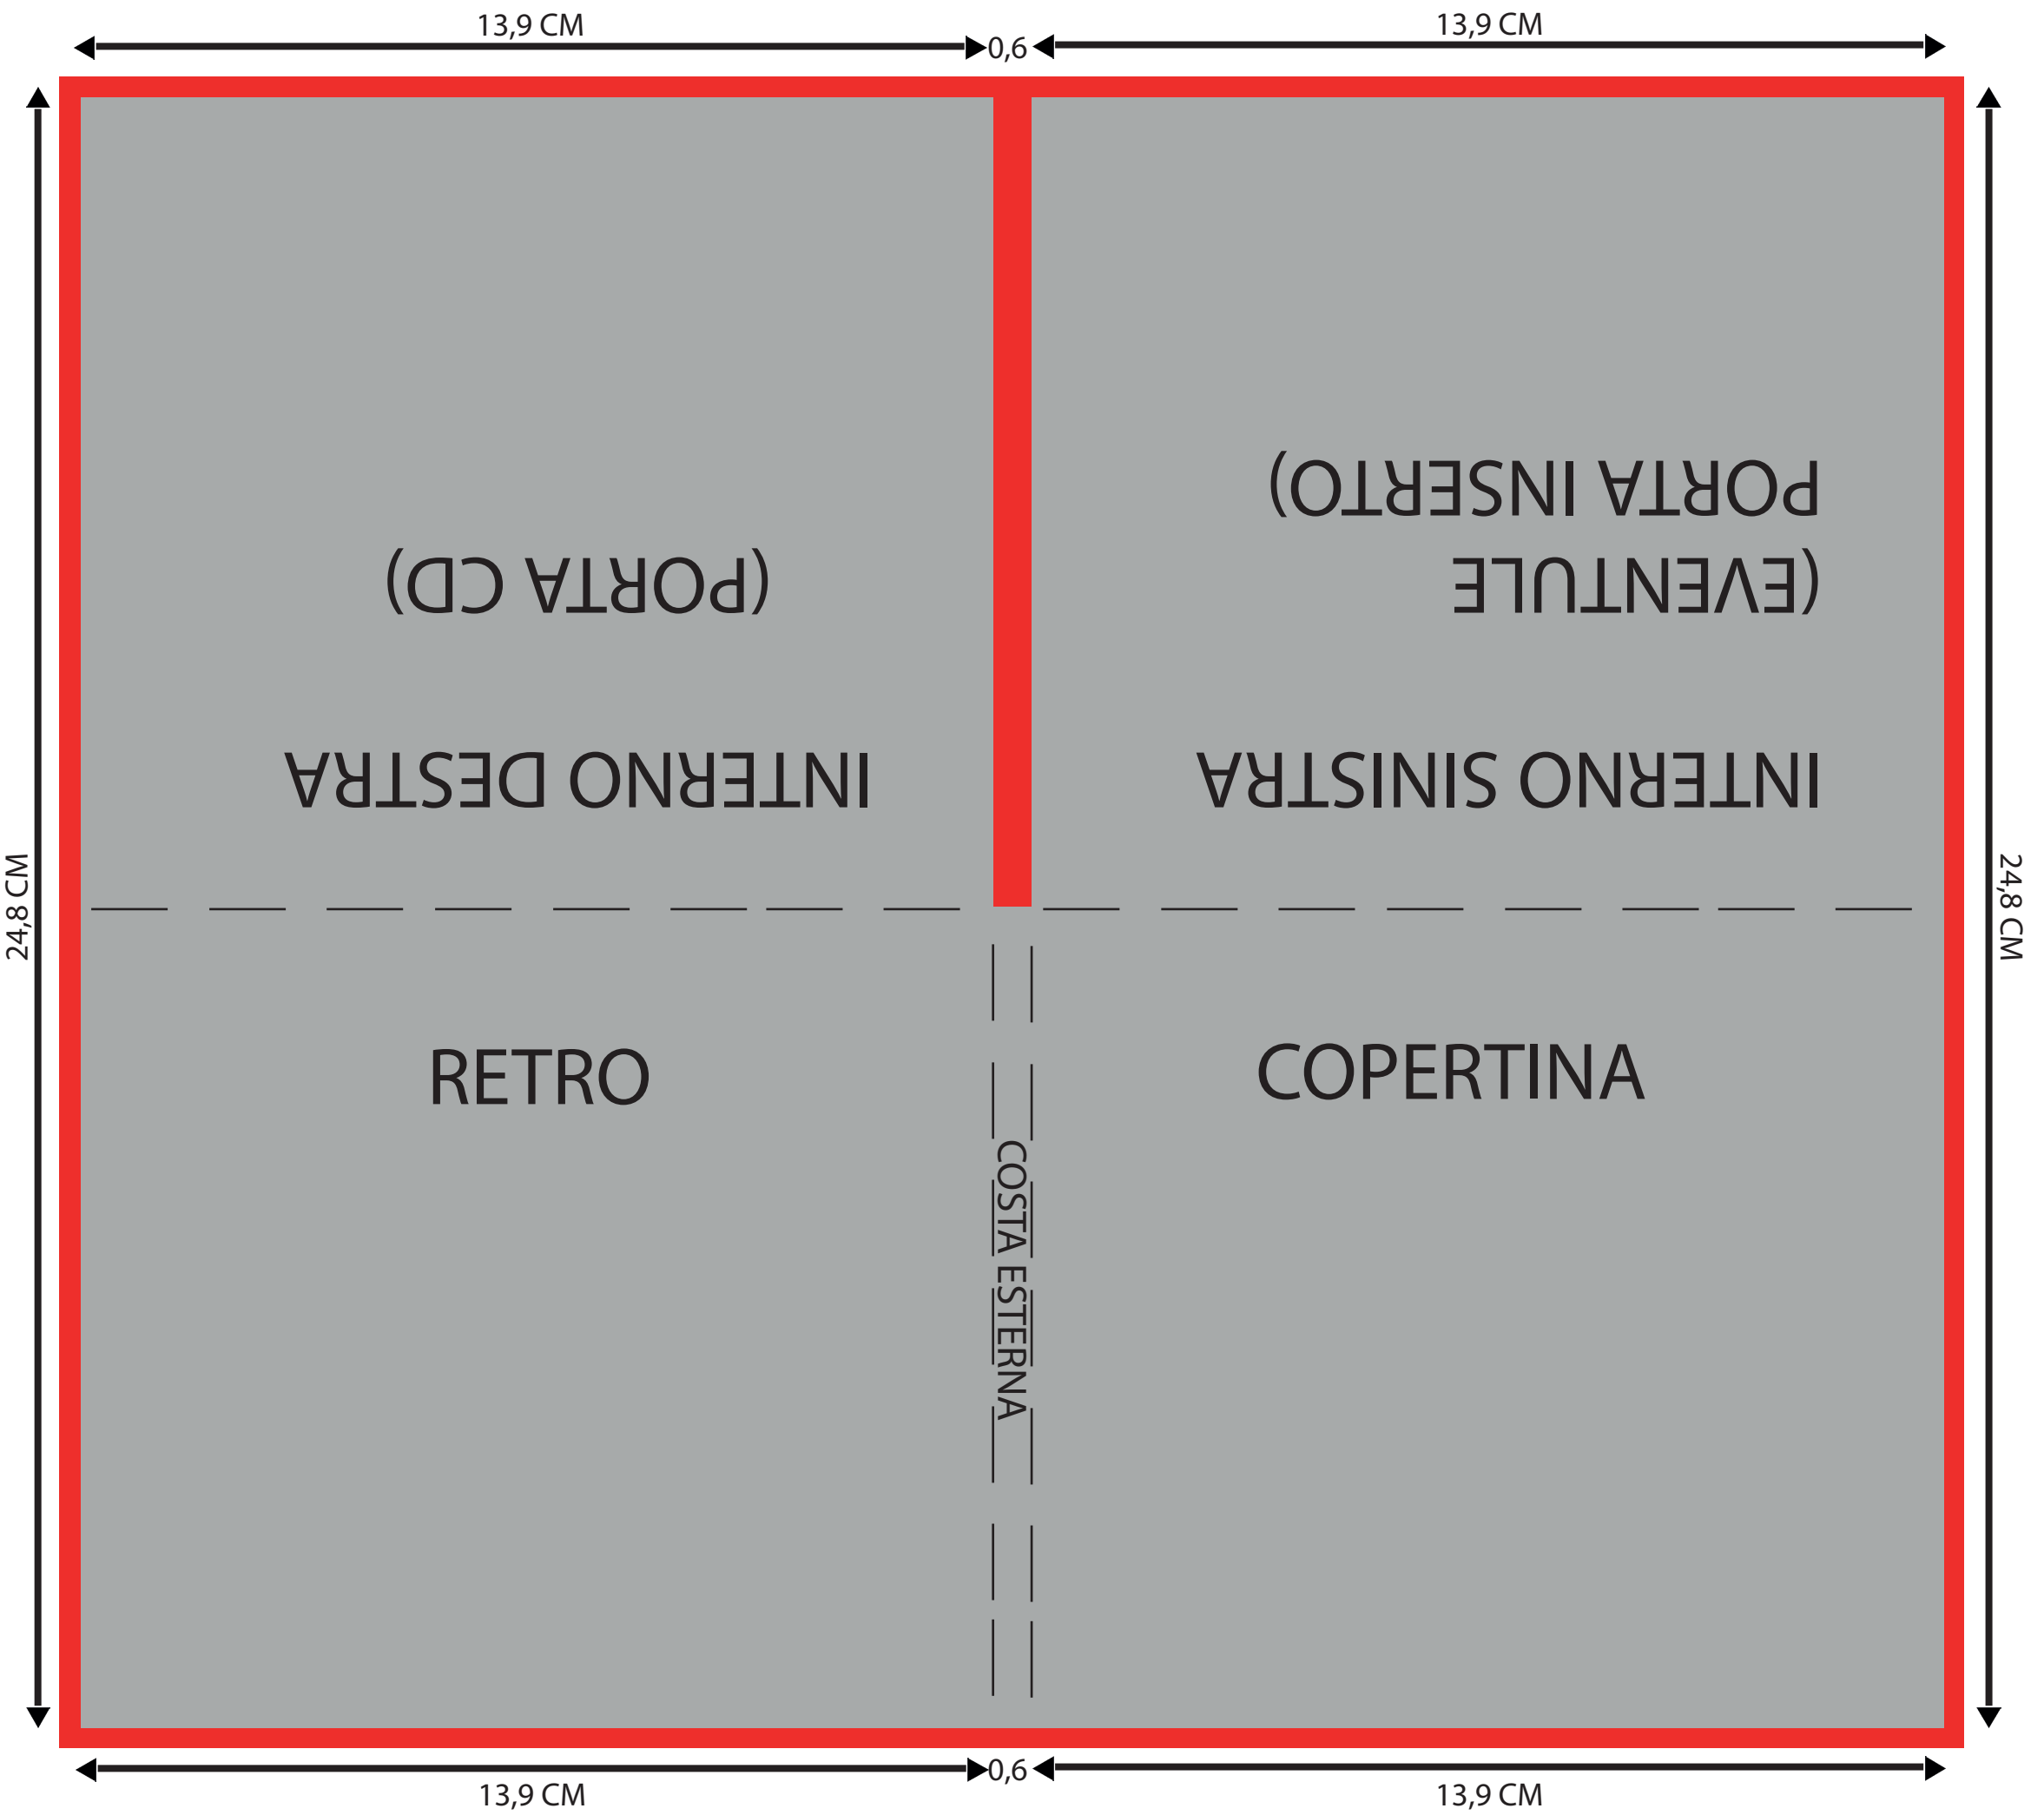 13,9 CM
0,6
13,9 CM
24,8 CM
24,8 CM
INTERNO DESTRA
(PORTA CD)
INTERNO SINISTRA
(EVENTULE
PORTA INSERTO)
RETRO
COSTA ESTERNA
COPERTINA
13,9 CM
0,6
13,9 CM